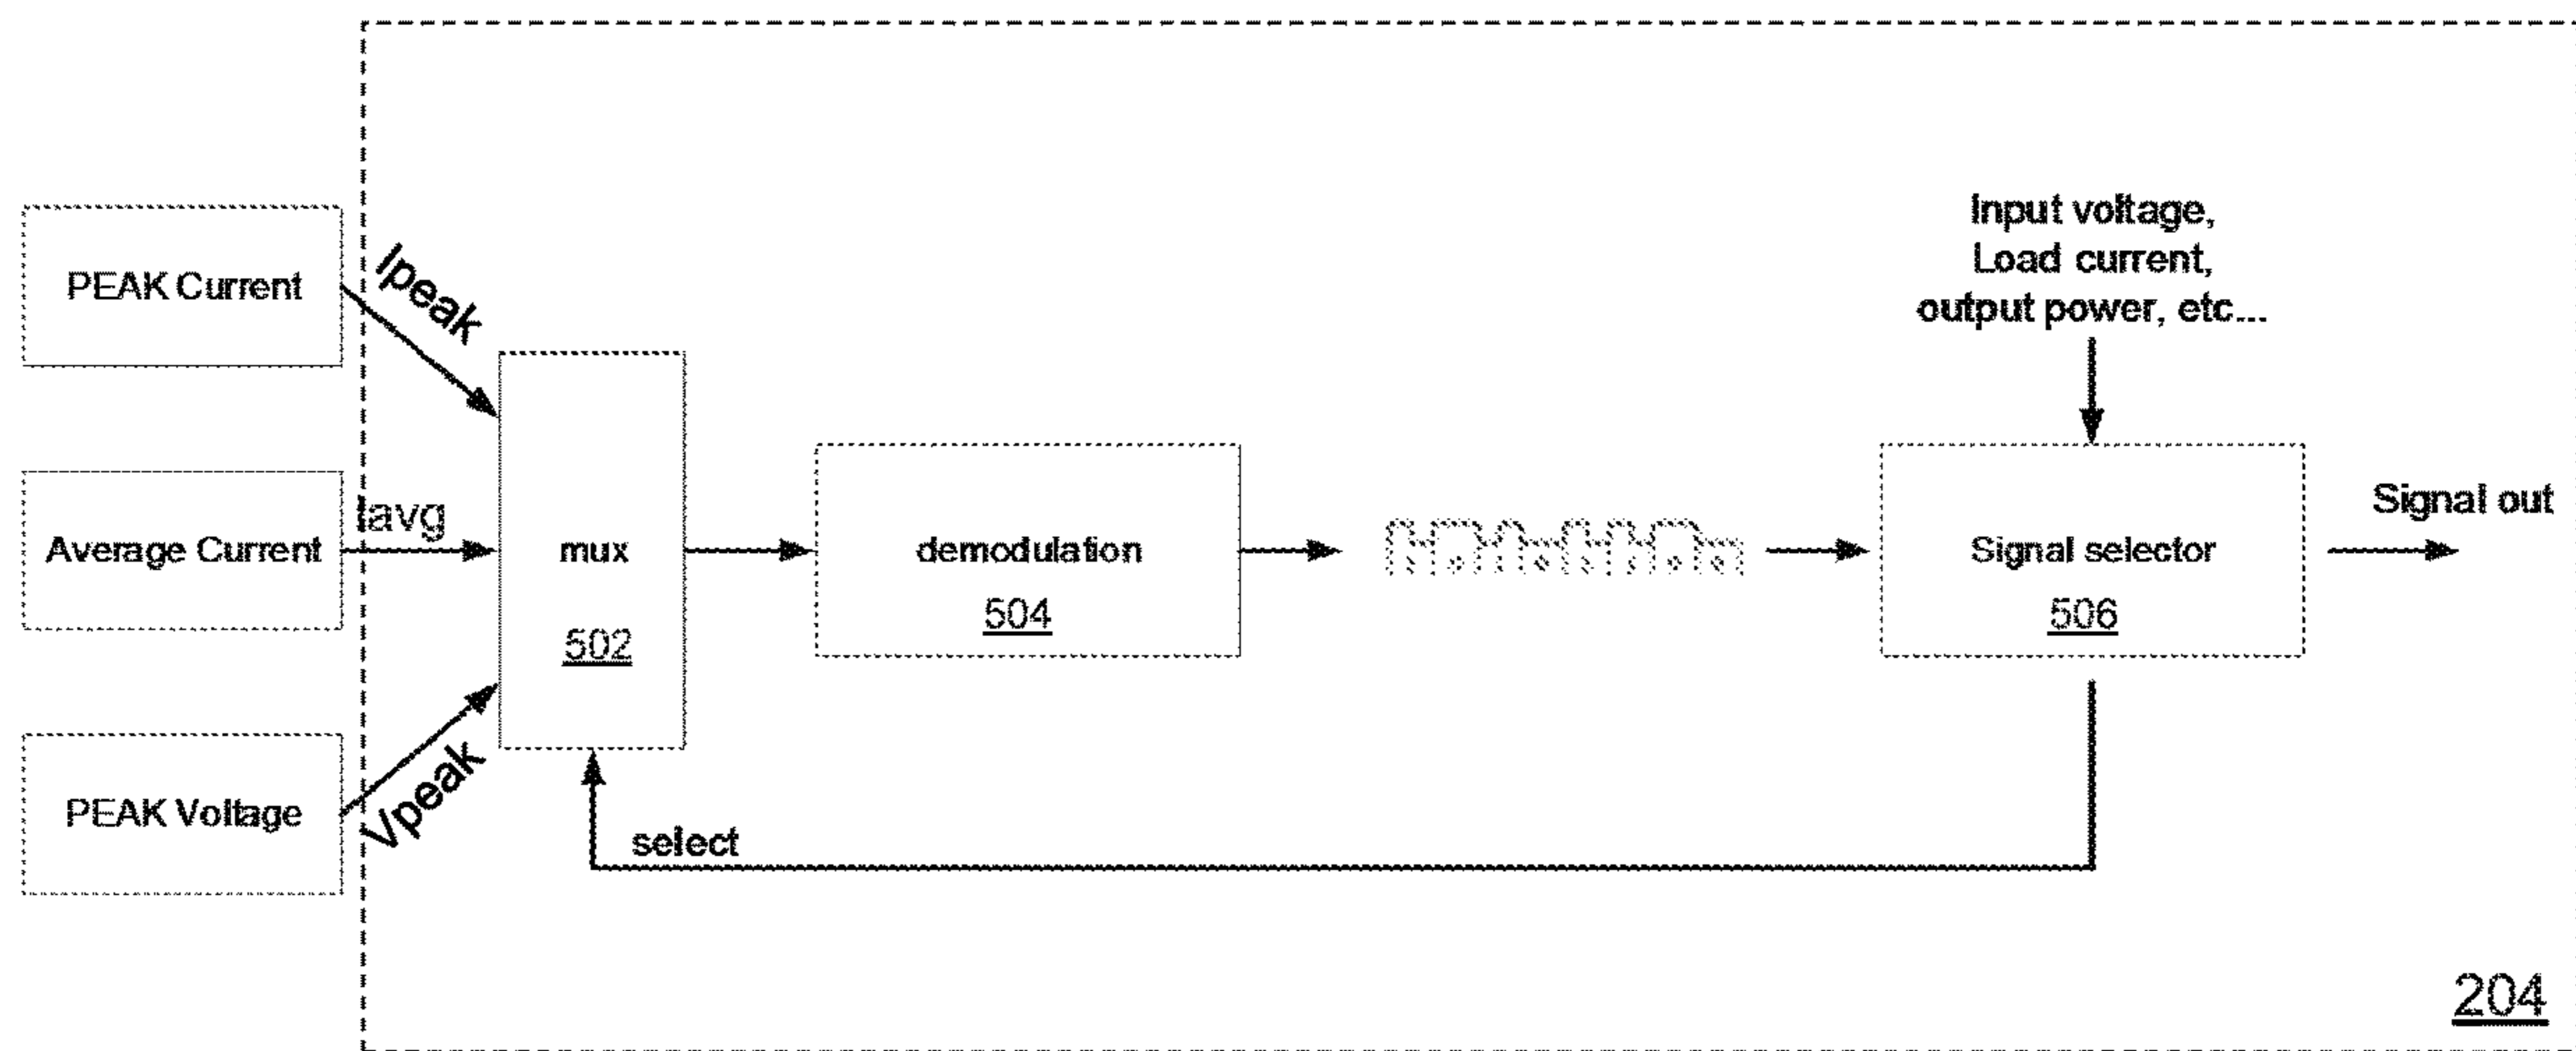 Input voltage,
Load current,
output power, etc...
PEAK Current
Ipeak
Average Current
Iavg
mux
502
demodulation
504
Signal selector
506
Signal out
PEAK Voltage
Vpeak
select
204